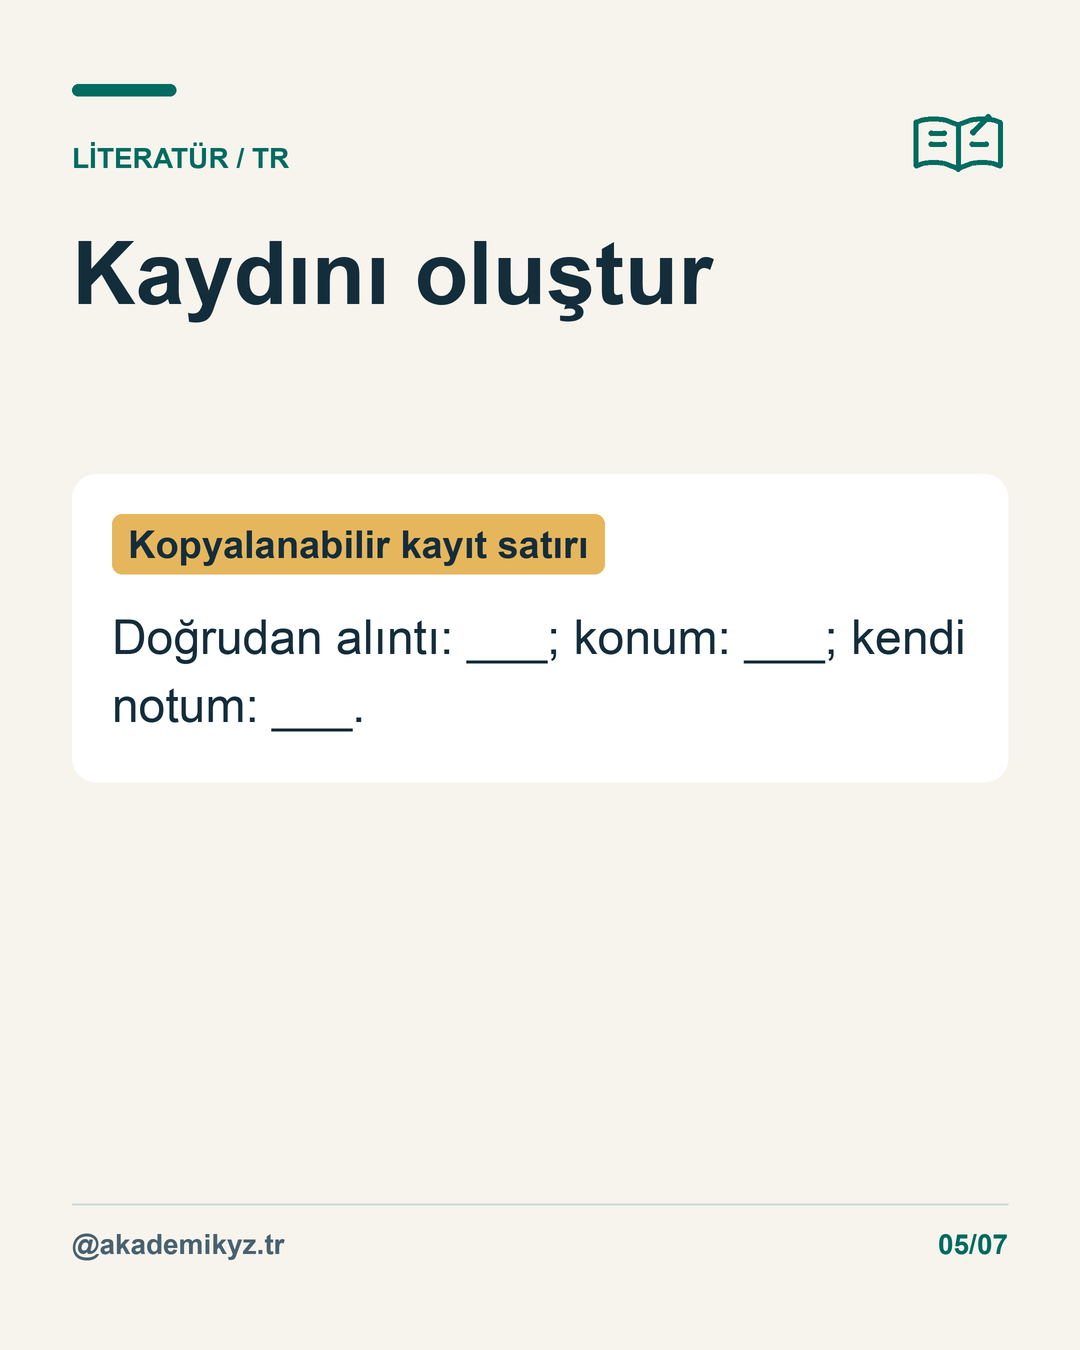 LİTERATÜR / TR
Kaydını oluştur
Kopyalanabilir kayıt satırı
Doğrudan alıntı: ___; konum: ___; kendi
notum: ___.
@akademikyz.tr
05/07